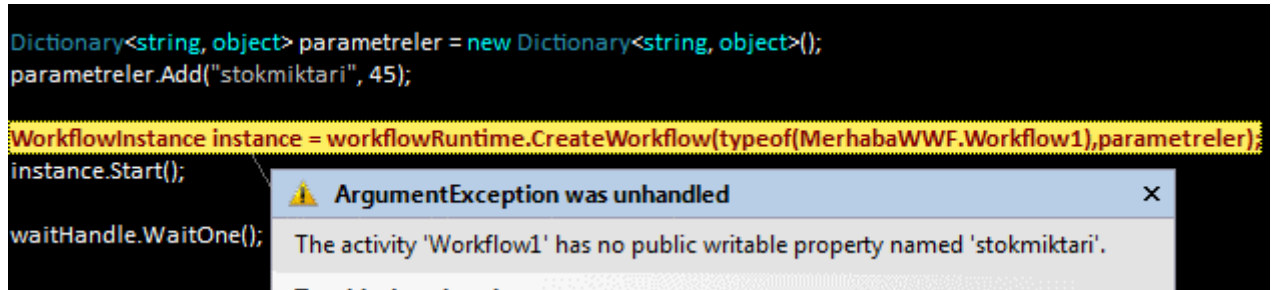 Dictionary<string, object> parametreler = new Dictionary<string, object>();
parametreler.Add("stokmiktari", 45);
WorkflowInstance instance = workflowRuntime.CreateWorkflow(typeof(MerhabaWWF.Workflow1),parametreler);
instance.Start();
ArgumentException was unhandled
waitHandle.WaitOne();
The activity 'Workflow1' has no public writable property named 'stokmiktari'.